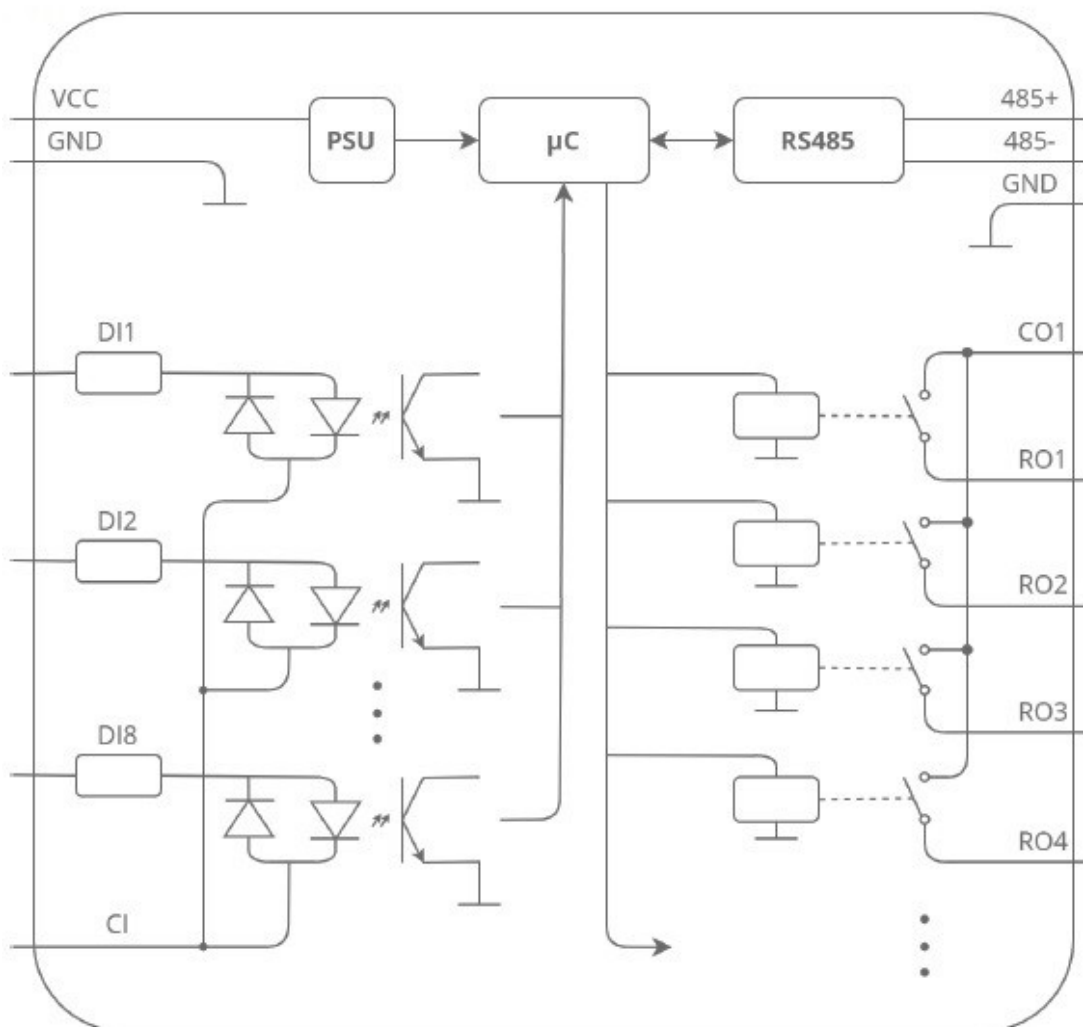 VCC
GND
PSU
µC
RS485
485+
485-
GND
DI1
DI2
DI8
CI
CO1
RO1
RO2
RO3
RO4